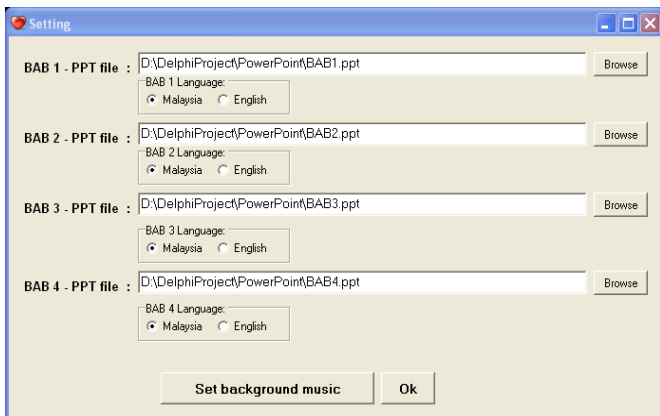 Setting
BAB 1 - PPT file : D:\DelphiProject\PowerPoint\BAB1.ppt Browse
BAB 1 Language:
Malaysia English
BAB 2 - PPT file : D:\DelphiProject\PowerPoint\BAB2.ppt Browse
BAB 2 Language:
Malaysia English
BAB 3 - PPT file : D:\DelphiProject\PowerPoint\BAB3.ppt Browse
BAB 3 Language:
Malaysia English
BAB 4 - PPT file : D:\DelphiProject\PowerPoint\BAB4.ppt Browse
BAB 4 Language:
Malaysia English
Set background music Ok